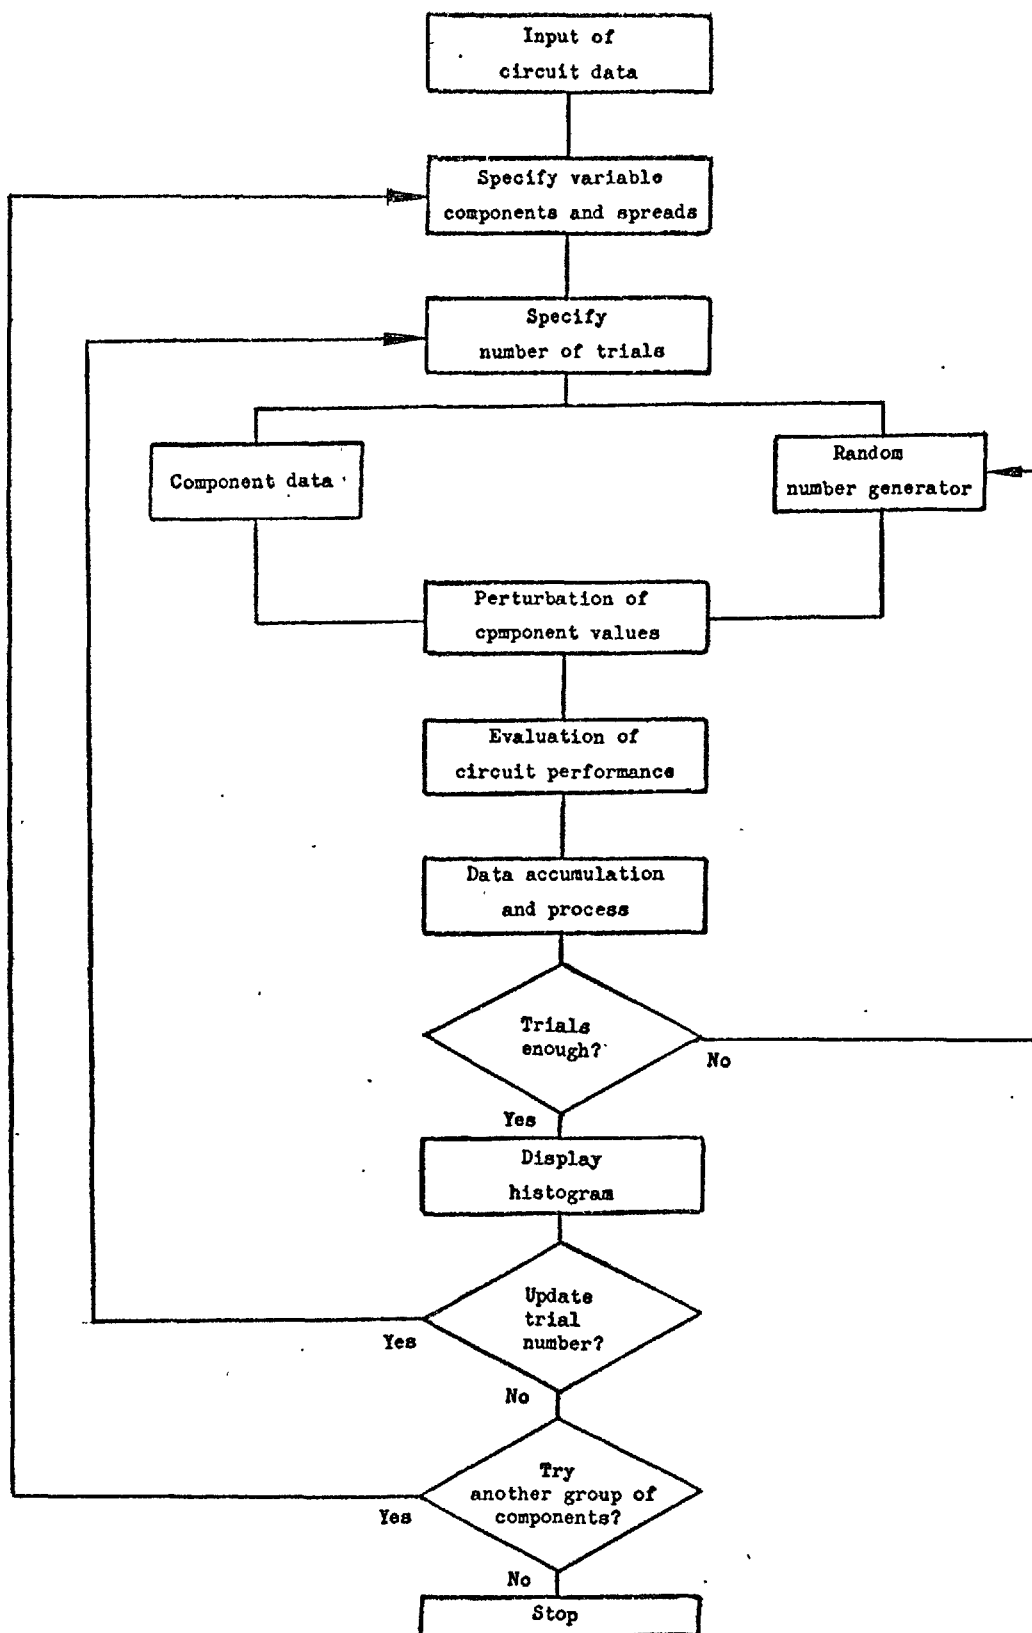 Input of
circuit data
Specify variable
components and spreads
Specify
number of trials
Component data
Random
number generator
Perturbation of
cpmponent values
Evaluation of
circuit performance
Data accumulation
and process
Trials
enough?
No
Yes
Display
histogram
Update
trial
number?
Yes
No
Try
another group of
components?
Yes
No
Stop